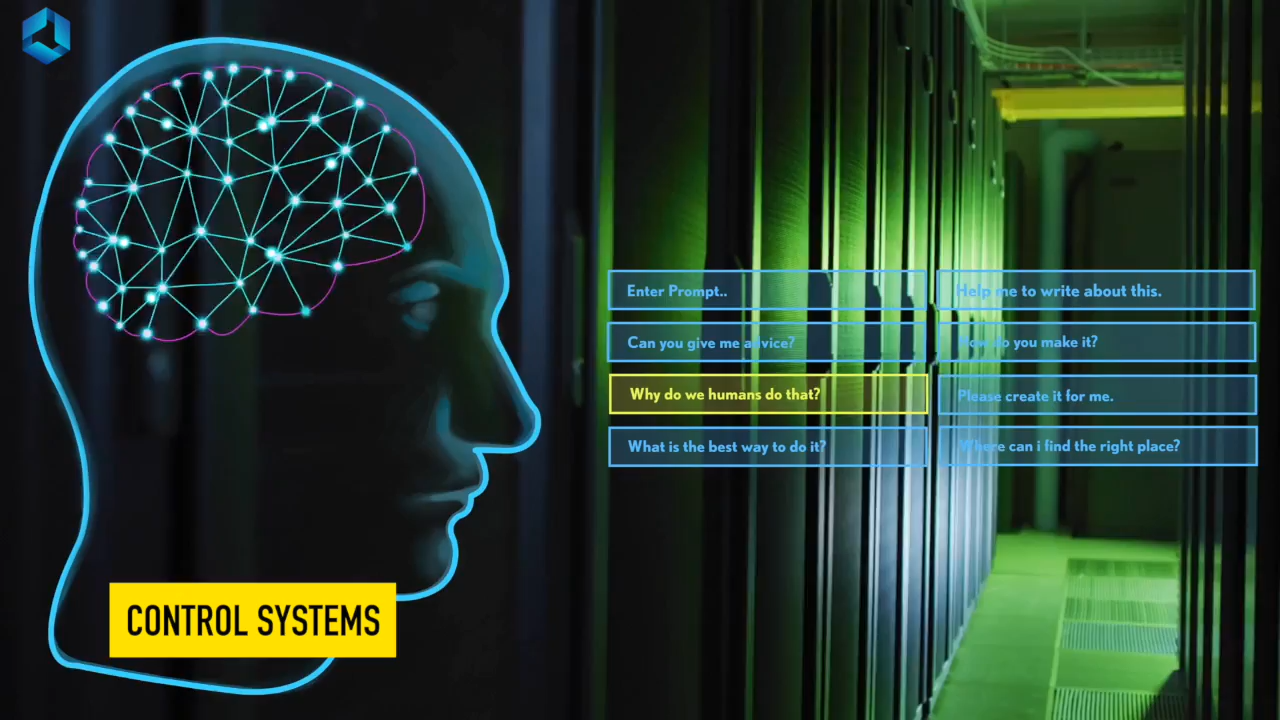 Enter Prompt..
Help me to write about this.
Can you give me advice?
How do you make it?
Why do we humans do that?
Please create it for me.
What is the best way to do it?
Where can i find the right place?
CONTROL SYSTEMS